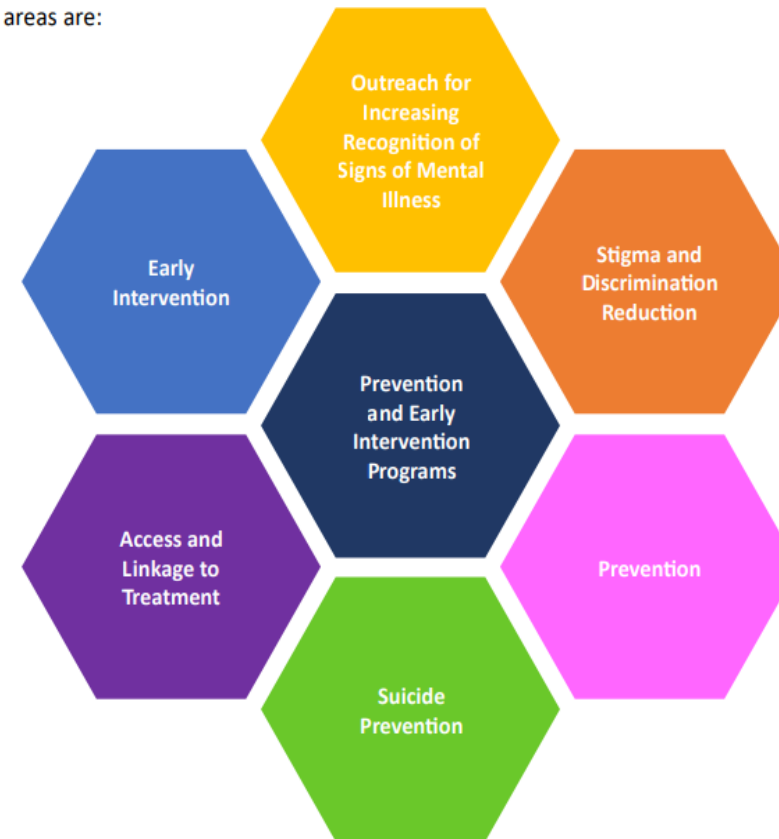 areas are:
Outreach for
Increasing
Recognition of
Signs of Mental
Illness
Early
Intervention
Stigma and
Discrimination
Reduction
Prevention
and Early
Intervention
Programs
Access and
Linkage to
Treatment
Prevention
Suicide
Prevention